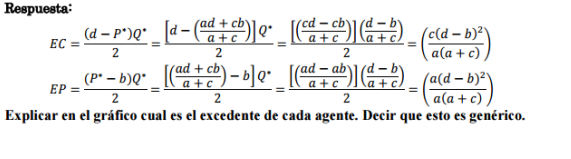 Respuesta:
EC = \frac{(d - P^*)Q^*}{2} = \frac{\left[d - \left(\frac{ad + cb}{a + c}\right)\right]Q^*}{2} = \frac{\left[\left(\frac{cd - cb}{a + c}\right)\right]\left(\frac{d - b}{a + c}\right)}{2} = \left(\frac{c(d - b)^2}{a(a + c)}\right)
EP = \frac{(P^* - b)Q^*}{2} = \frac{\left[\left(\frac{ad + cb}{a + c}\right) - b\right]Q^*}{2} = \frac{\left[\left(\frac{ad - ab}{a + c}\right)\right]\left(\frac{d - b}{a + c}\right)}{2} = \left(\frac{a(d - b)^2}{a(a + c)}\right)
Explicar en el gráfico cual es el excedente de cada agente. Decir que esto es genérico.